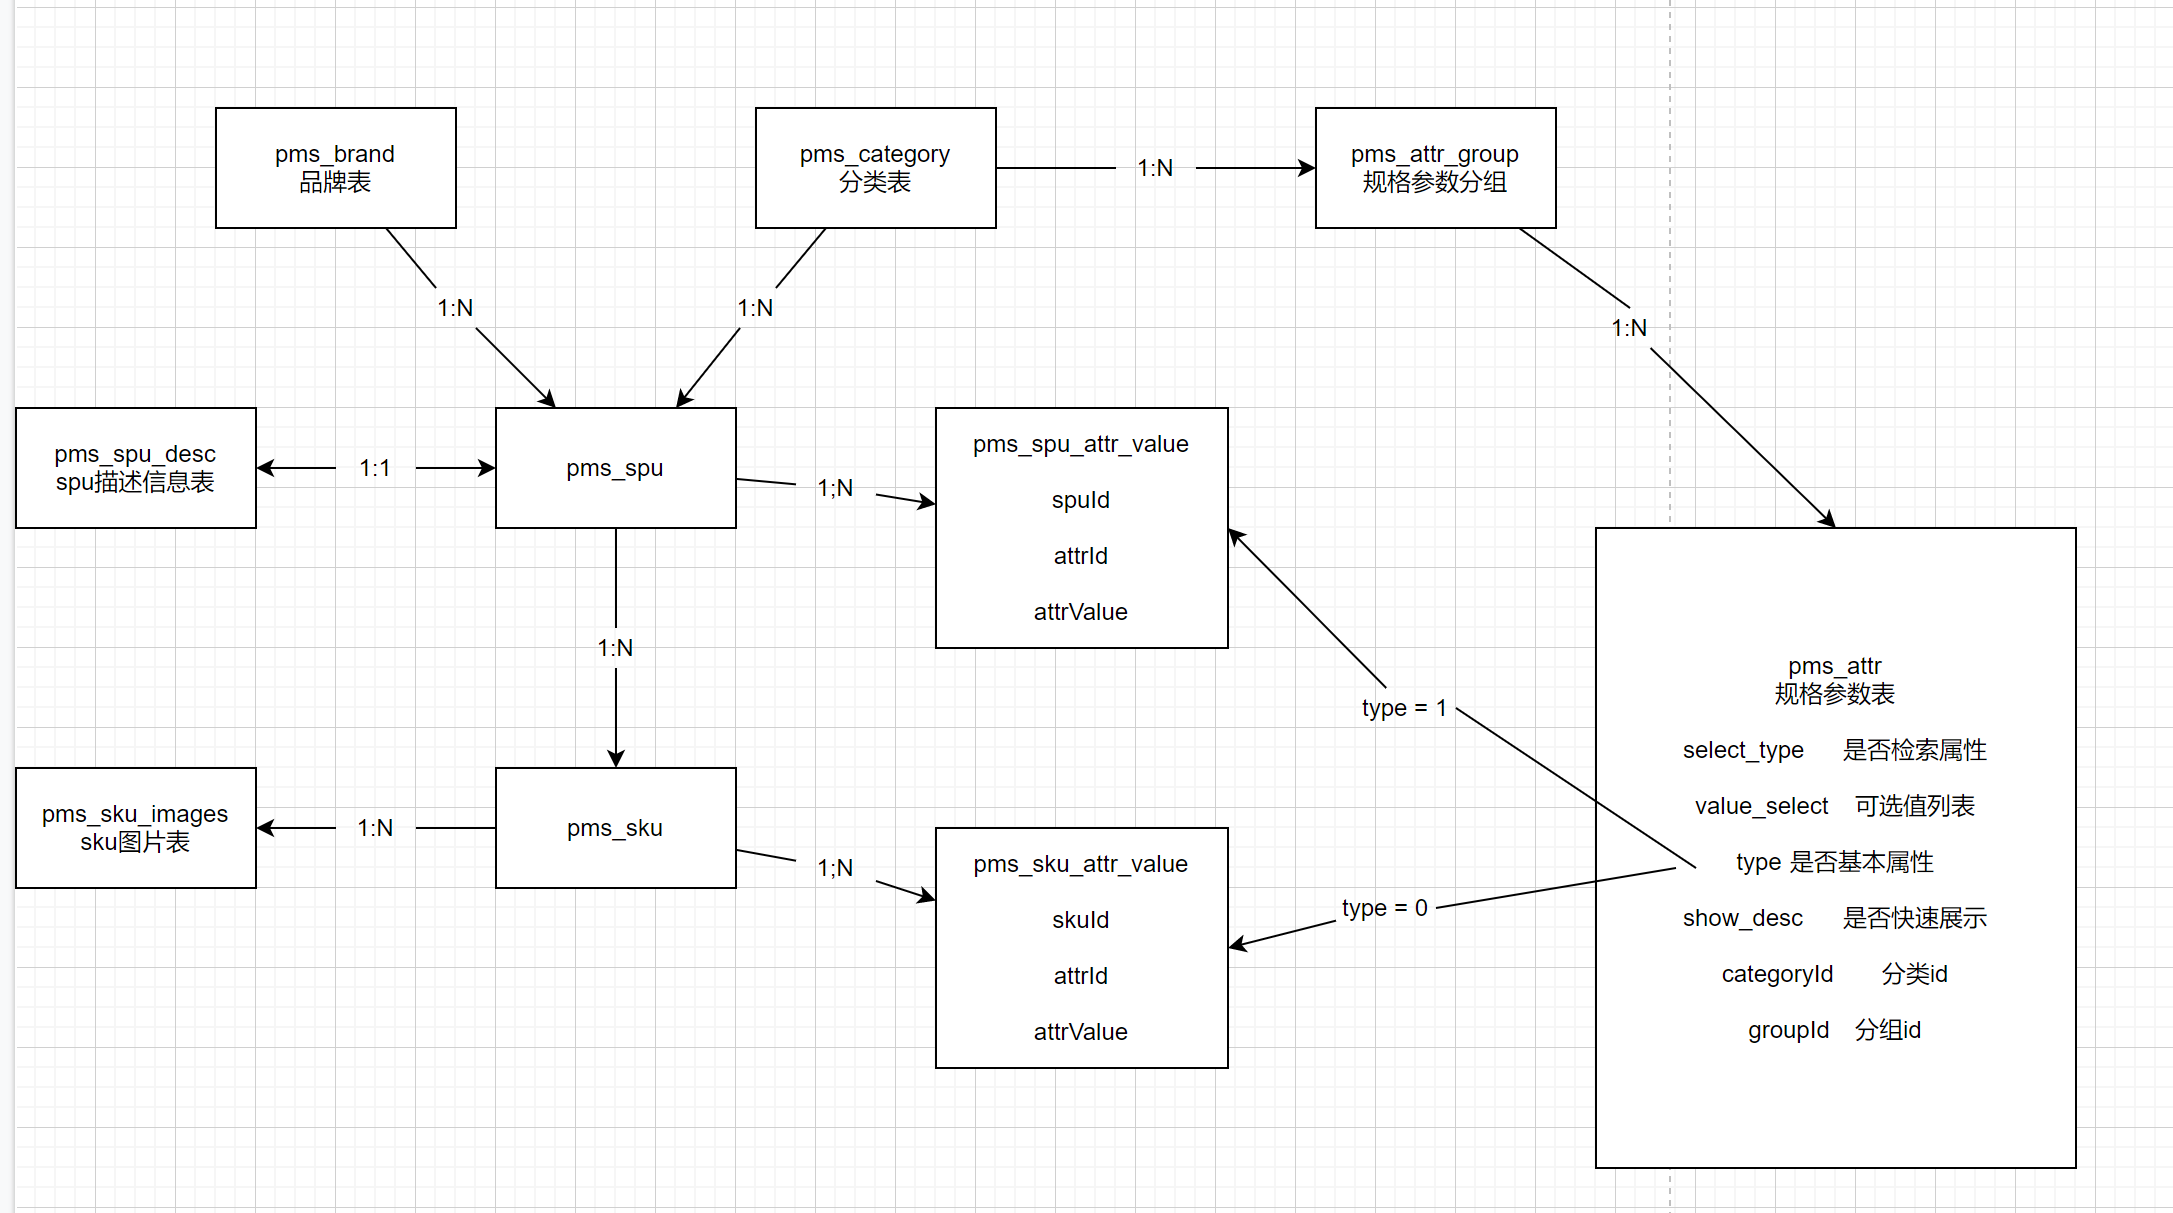 pms_brand
品牌表
pms_category
分类表
1:N
pms_attr_group
规格参数分组
1:N
1:N
1:N
pms_spu_desc
spu描述信息表
1:1
pms_spu
1;N
pms_spu_attr_value
spuId
attrId
attrValue
1:N
type = 1
pms_attr
规格参数表
select_type 是否检索属性
value_select 可选值列表
type 是否基本属性
show_desc 是否快速展示
categoryId 分类id
groupId 分组id
pms_sku_images
sku图片表
1:N
pms_sku
1;N
pms_sku_attr_value
skuId
attrId
attrValue
type = 0